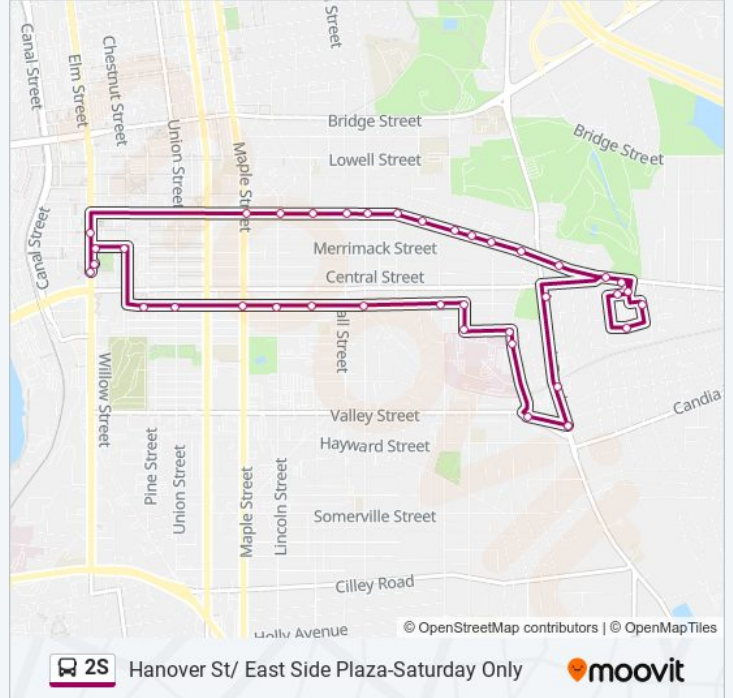 Street
Canal Street
Elm Street
Chestnut Street
Union Street
Maple Street
Bridge Street
Bridge Street
Lowell Street
Canal Street
Merrimack Street
Central Street
all Street
Willow Street
Valley Street
Candia
Hayward Street
Pine Street
Union Street
Maple Street
Lincoln Street
Somerville Street
Cilley Road
Holly Avenue
© OpenStreetMap contributors | © OpenMapTiles
2S Hanover St/ East Side Plaza-Saturday Only moovit